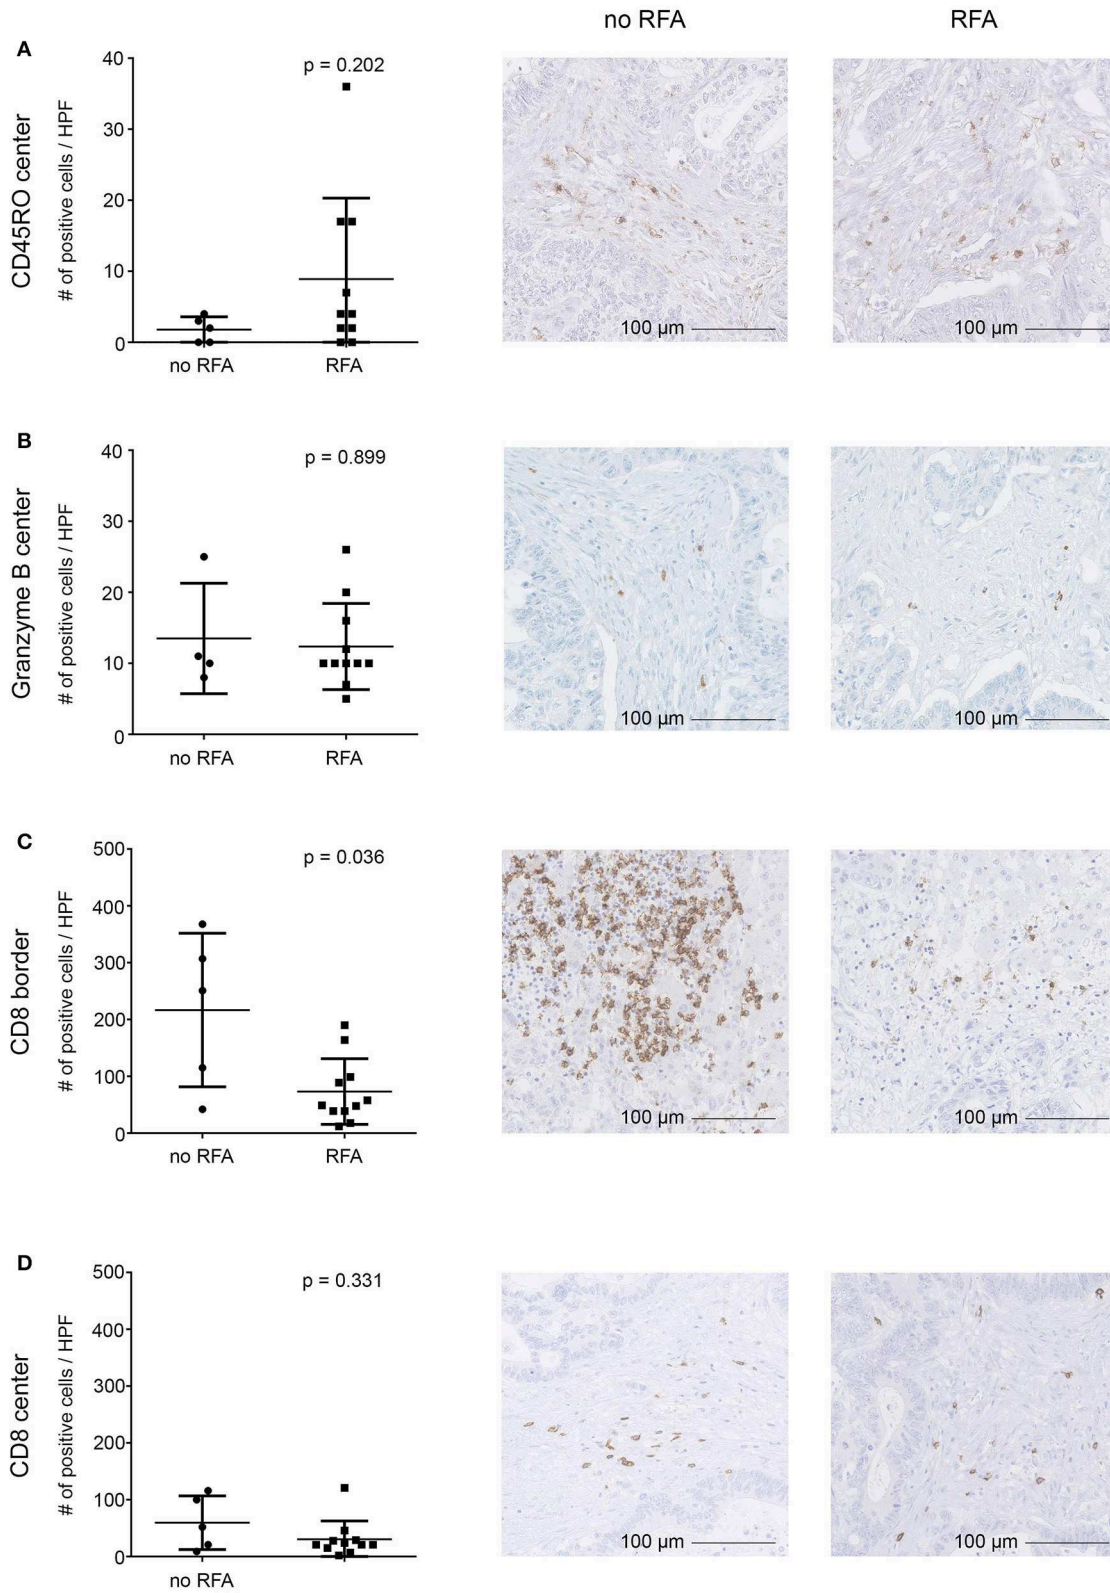 no RFA
RFA
A
CD45RO center
# of positive cells / HPF
40
30
20
10
0
p = 0.202
no RFA
RFA
100 µm
100 µm
B
Granzyme B center
# of positive cells / HPF
40
30
20
10
0
p = 0.899
no RFA
RFA
100 µm
100 µm
C
CD8 border
# of positive cells / HPF
500
400
300
200
100
0
p = 0.036
no RFA
RFA
100 µm
100 µm
D
CD8 center
# of positive cells / HPF
500
400
300
200
100
0
p = 0.331
no RFA
100 µm
100 µm